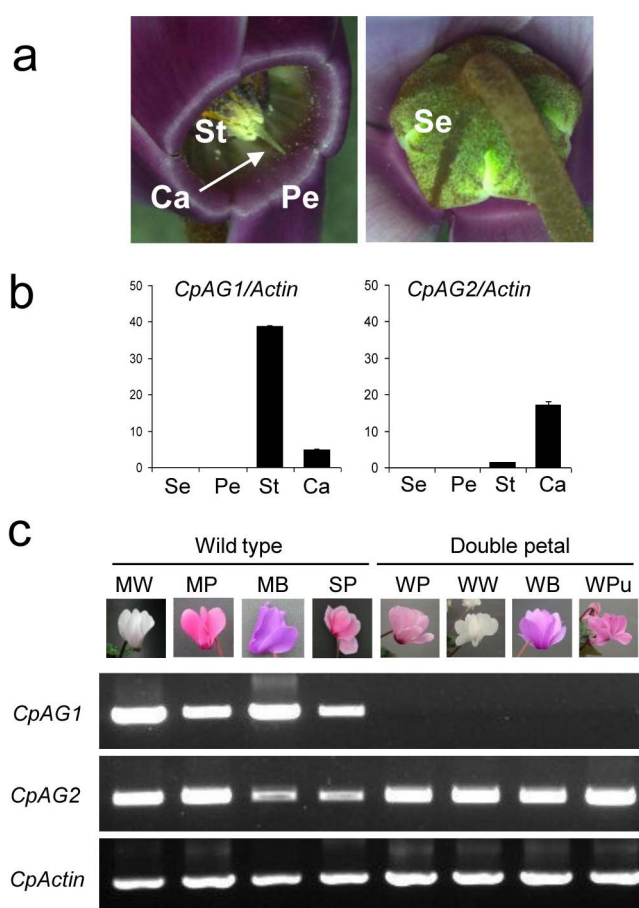 a
St
Ca
Pe
Se
b
CpAG1/Actin
50
40
30
20
10
0
Se Pe St Ca
CpAG2/Actin
50
40
30
20
10
0
Se Pe St Ca
c
Wild type Double petal
MW MP MB SP WP WW WB WPu
CpAG1
CpAG2
CpActin